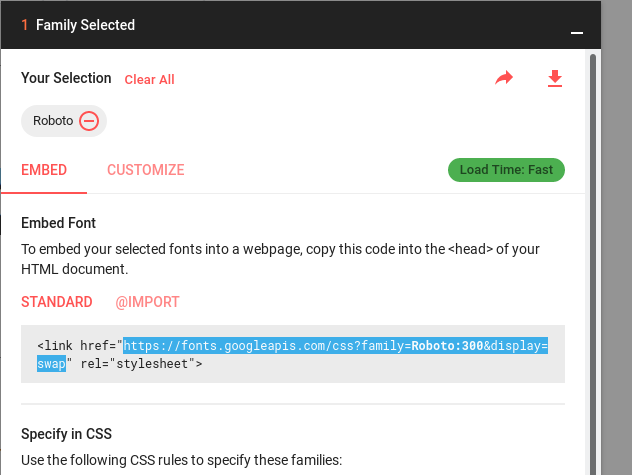 1 Family Selected
Your Selection Clear All
Roboto
EMBED CUSTOMIZE Load Time: Fast
Embed Font
To embed your selected fonts into a webpage, copy this code into the <head> of your
HTML document.
STANDARD @IMPORT
<link href="https://fonts.googleapis.com/css?family=Roboto:300&display=
swap" rel="stylesheet">
Specify in CSS
Use the following CSS rules to specify these families: